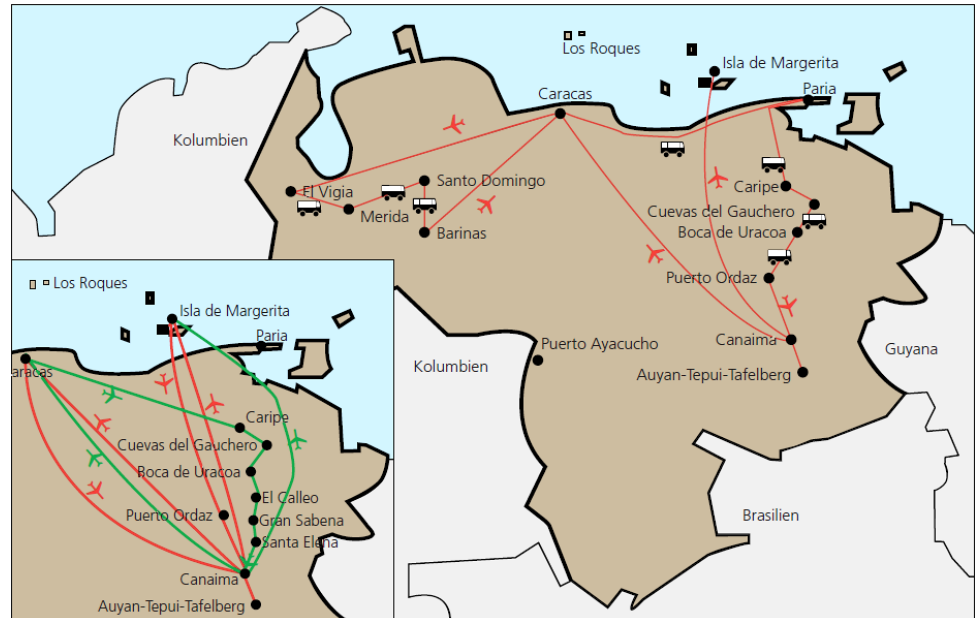 Los Roques
Isla de Margerita
Caracas
Paria
Kolumbien
El Vigia
Santo Domingo
Merida
Barinas
Caripe
Cuevas del Gauchero
Boca de Uracoa
Puerto Ordaz
Canaima
Auyan-Tepui-Tafelberg
Puerto Ayacucho
Kolumbien
Guyana
Brasilien
Los Roques
Isla de Margerita
Paria
aracas
Caripe
Cuevas del Gauchero
Boca de Uracoa
El Calleo
Puerto Ordaz
Gran Sabena
Santa Elena
Canaima
Auyan-Tepui-Tafelberg